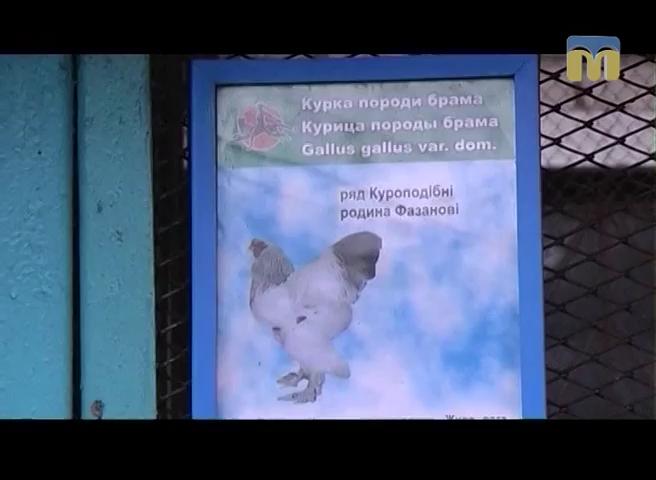 Курка породи брама
Курица породы брама
Gallus gallus var. dom.
ряд Куроподібні
родина Фазанові